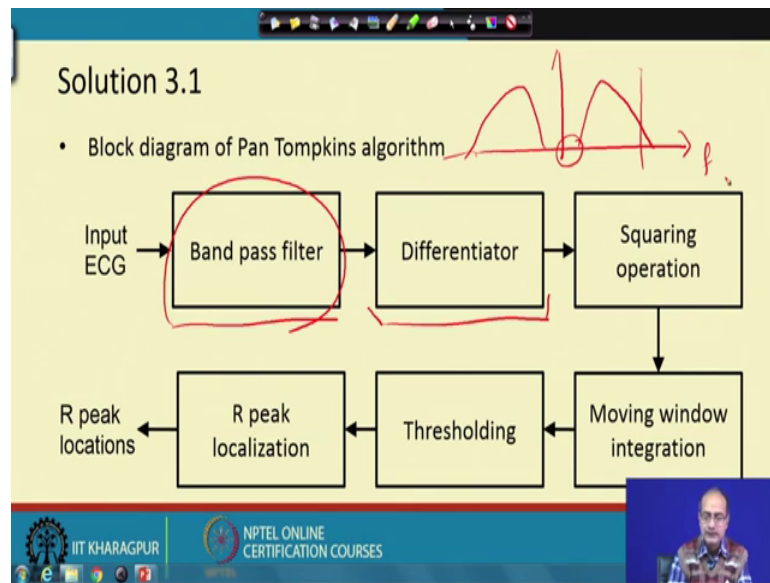 Solution 3.1
• Block diagram of Pan Tompkins algorithm
f
Input
ECG
Band pass filter
Differentiator
Squaring
operation
R peak
locations
R peak
localization
Thresholding
Moving window
integration
IIT KHARAGPUR
NPTEL ONLINE
CERTIFICATION COURSES